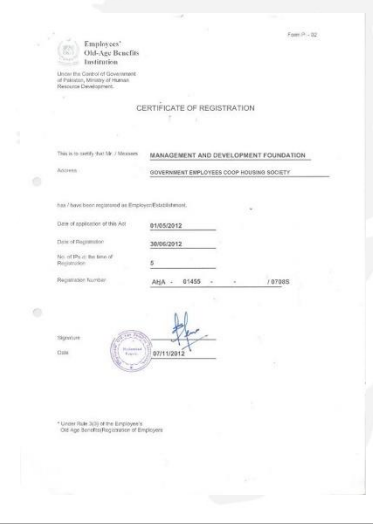 Form P - 02
Employees'
Old-Age Benefits
Institution
Under the Control of Government
of Pakistan, Ministry of Human
Resource Development.
CERTIFICATE OF REGISTRATION
This is to certify that Mr. / Messers MANAGEMENT AND DEVELOPMENT FOUNDATION
Address GOVERNMENT EMPLOYEES COOP HOUSING SOCIETY
has / have been registered as Employer/Establishment.
Date of application of this Act 01/05/2012
Date of Registration 30/06/2012
No. of IPs at the time of
Registration 5
Registration Number AHJA - 01455 - - / 07885
Signature
Date 07/11/2012
* Under Rule 3(3) of the Employee's
Old Age Benefits(Registration of Employers